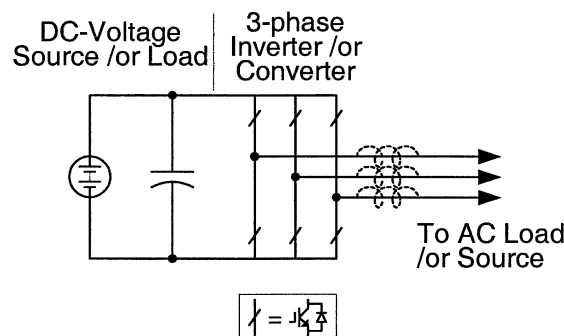 DC-Voltage
Source /or Load
3-phase
Inverter /or
Converter
To AC Load
/or Source
=